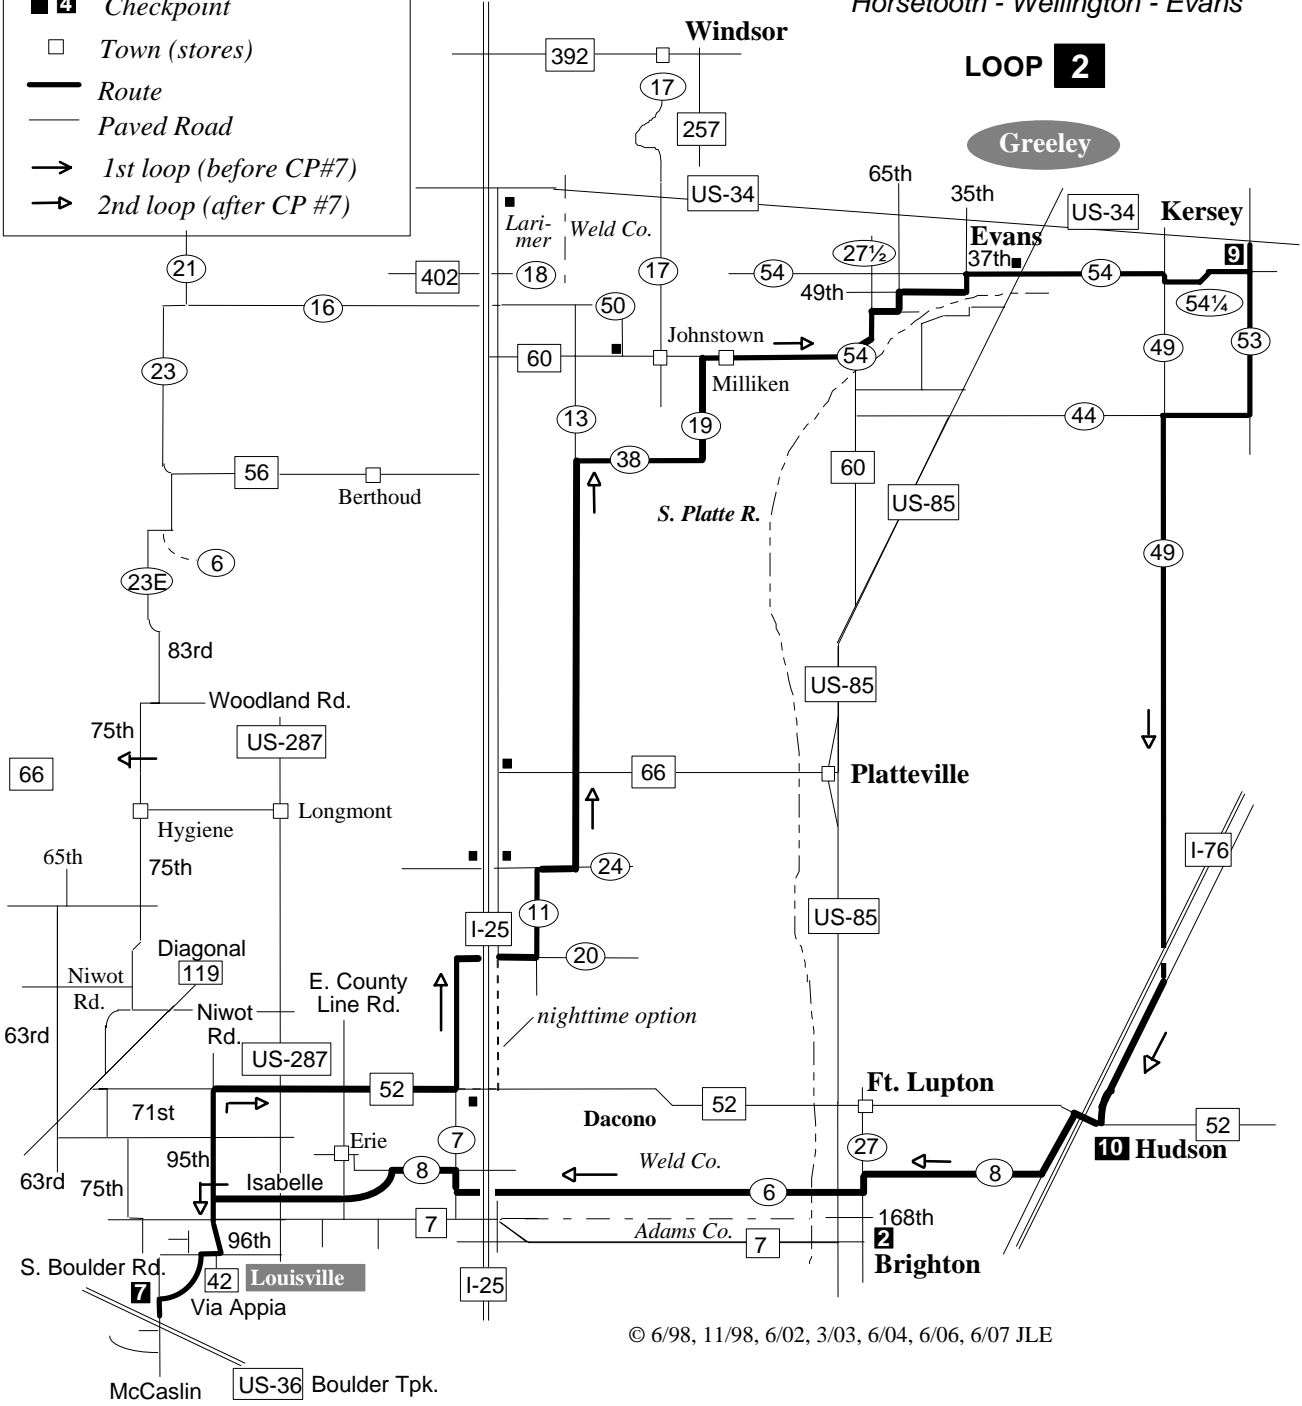 4 Checkpoint
Town (stores)
Route
Paved Road
1st loop (before CP#7)
2nd loop (after CP #7)
Horsetooth - Wellington - Evans
LOOP 2
Windsor
392
17
257
Greeley
65th
35th
US-34
US-34
Kersey
Lari-
mer
Weld Co.
Evans
37th
27½
9
21
402
18
17
54
54
49th
54¼
16
50
Johnstown
60
54
49
53
23
Milliken
13
19
44
38
56
60
Berthoud
US-85
S. Platte R.
6
49
23E
83rd
US-85
Woodland Rd.
75th
US-287
66
66
Platteville
Longmont
Hygiene
65th
75th
24
I-76
11
US-85
I-25
Diagonal
119
20
Niwot
Rd.
E. County
Line Rd.
Niwot
Rd.
nighttime option
63rd
US-287
52
Ft. Lupton
71st
52
Dacono
52
7
27
Erie
10 Hudson
95th
8
Weld Co.
8
63rd
75th
Isabelle
6
7
168th
96th
Adams Co.
7
2
Brighton
S. Boulder Rd.
7
42
Louisville
I-25
Via Appia
© 6/98, 11/98, 6/02, 3/03, 6/04, 6/06, 6/07 JLE
McCaslin
US-36 Boulder Tpk.